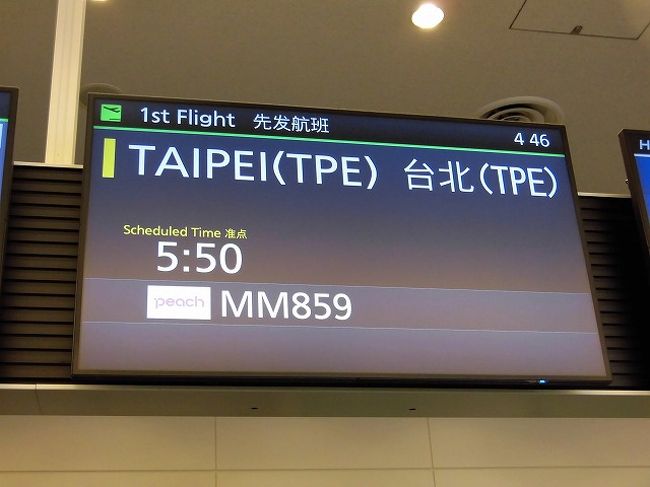 1st Flight 先发航班 4 46
TAIPEI(TPE) 台北(TPE)
Scheduled Time 准点
5:50
peach MM859
H